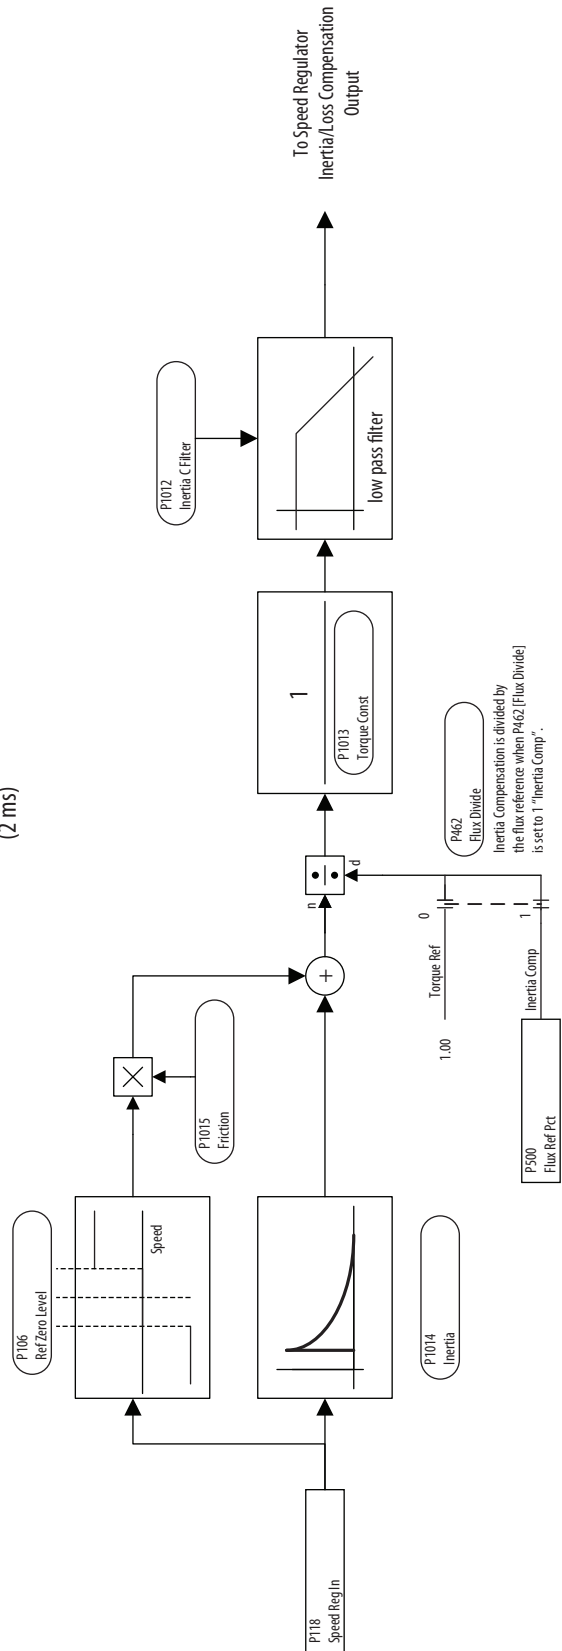 (2 ms)
P118
Speed Reg In
P106
Ref Zero Level
Speed
P1014
Inertia
P1015
Friction
P500
Flux Ref Pct
1.00
Torque Ref
Inertia Comp
0
1
n
d
P462
Flux Divide
Inertia Compensation is divided by
the flux reference when P462 [Flux Divide]
is set to 1 "Inertia Comp".
1
P1013
Torque Const
P1012
Inertia C Filter
low pass filter
To Speed Regulator
Inertia/Loss Compensation
Output